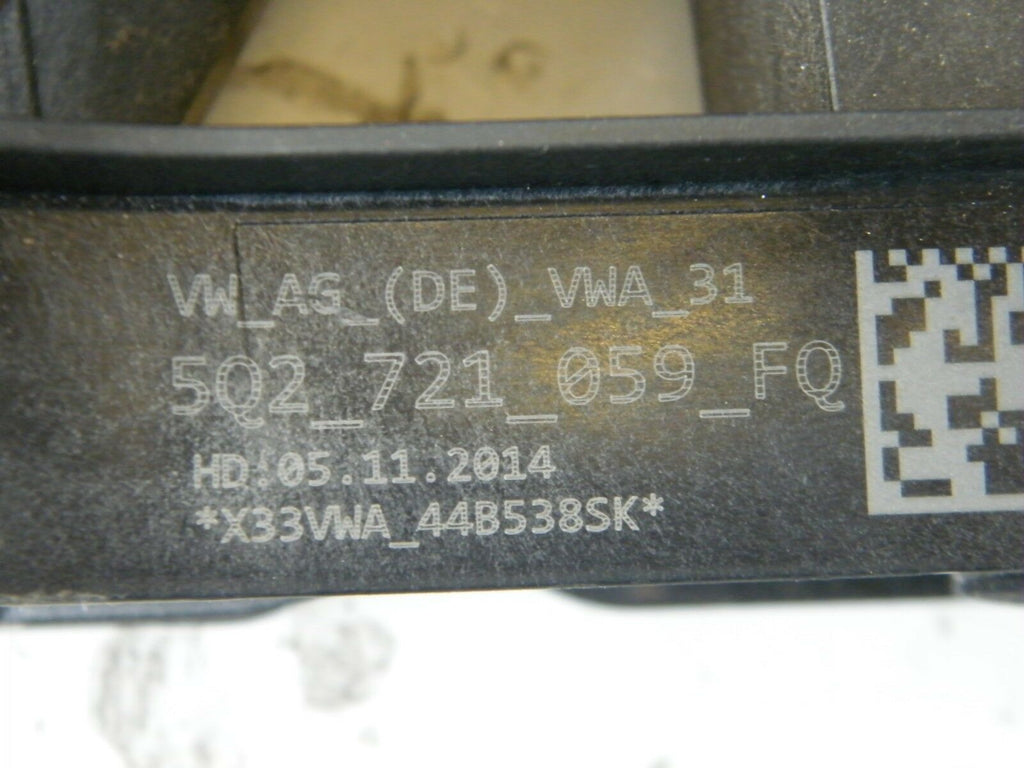 VW_AG_(DE)_VWA_31
5Q2_721_059_FQ
HD:05.11.2014
*X33VWA_44B538SK*